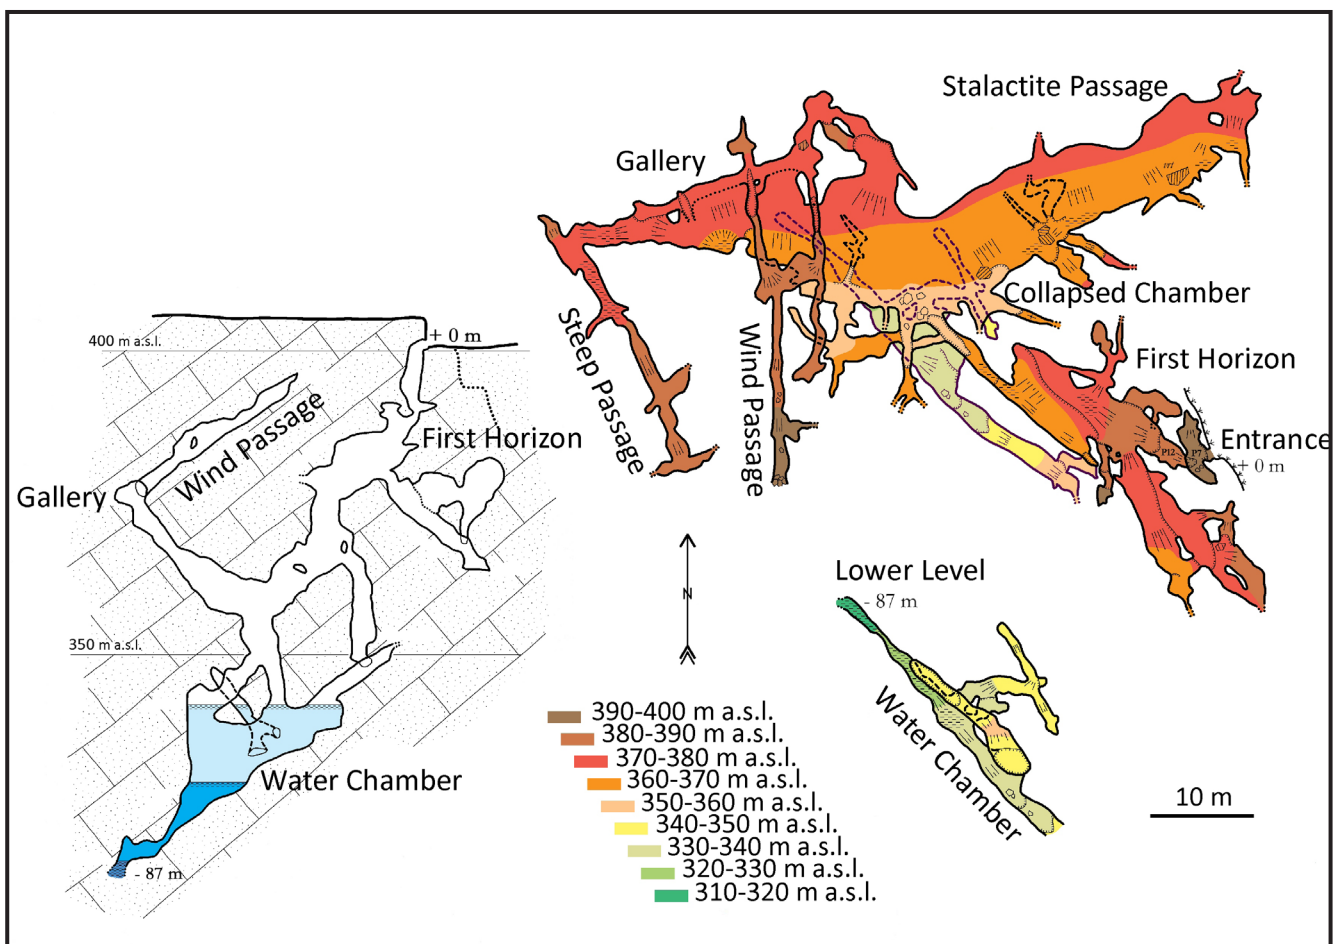 Stalactite Passage
Gallery
Collapsed Chamber
Steep Passage
Wind Passage
First Horizon
P12
P7
Entrance
+ 0 m
400 m a.s.l.
+ 0 m
Wind Passage
First Horizon
Gallery
350 m a.s.l.
Water Chamber
- 87 m
N
Lower Level
- 87 m
Water Chamber
390-400 m a.s.l.
380-390 m a.s.l.
370-380 m a.s.l.
360-370 m a.s.l.
350-360 m a.s.l.
340-350 m a.s.l.
330-340 m a.s.l.
320-330 m a.s.l.
310-320 m a.s.l.
10 m